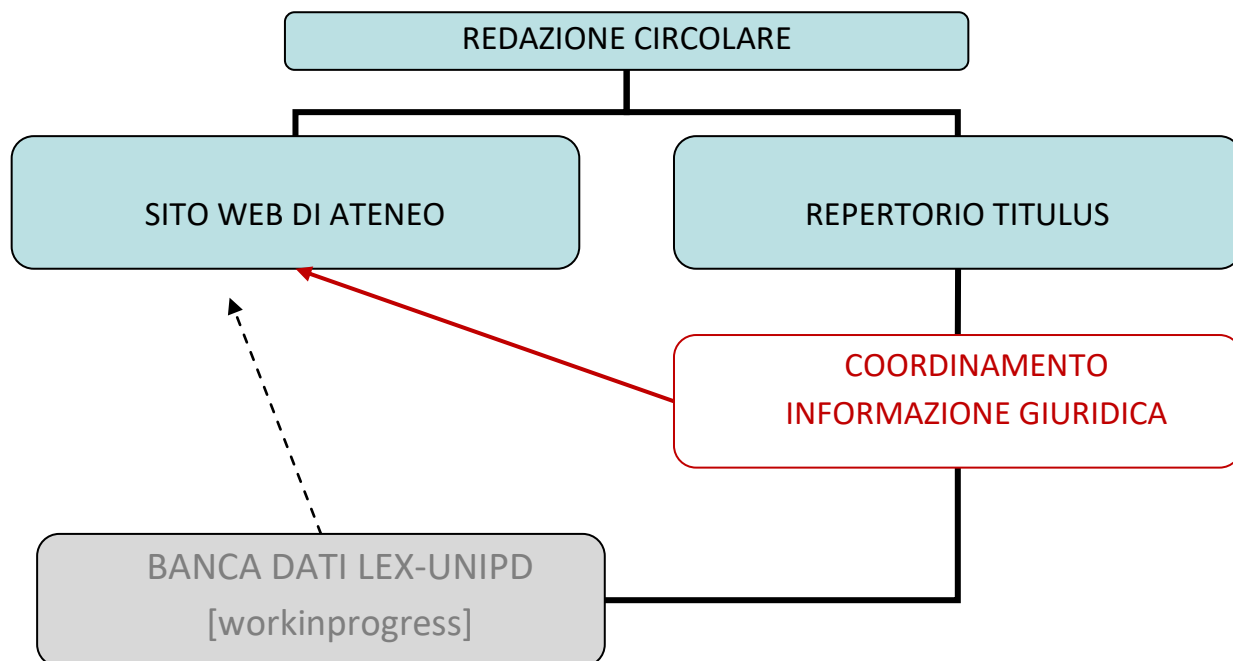 REDAZIONE CIRCOLARE
SITO WEB DI ATENEO
REPERTORIO TITULUS
COORDINAMENTO
INFORMAZIONE GIURIDICA
BANCA DATI LEX-UNIPD
[workinprogress]